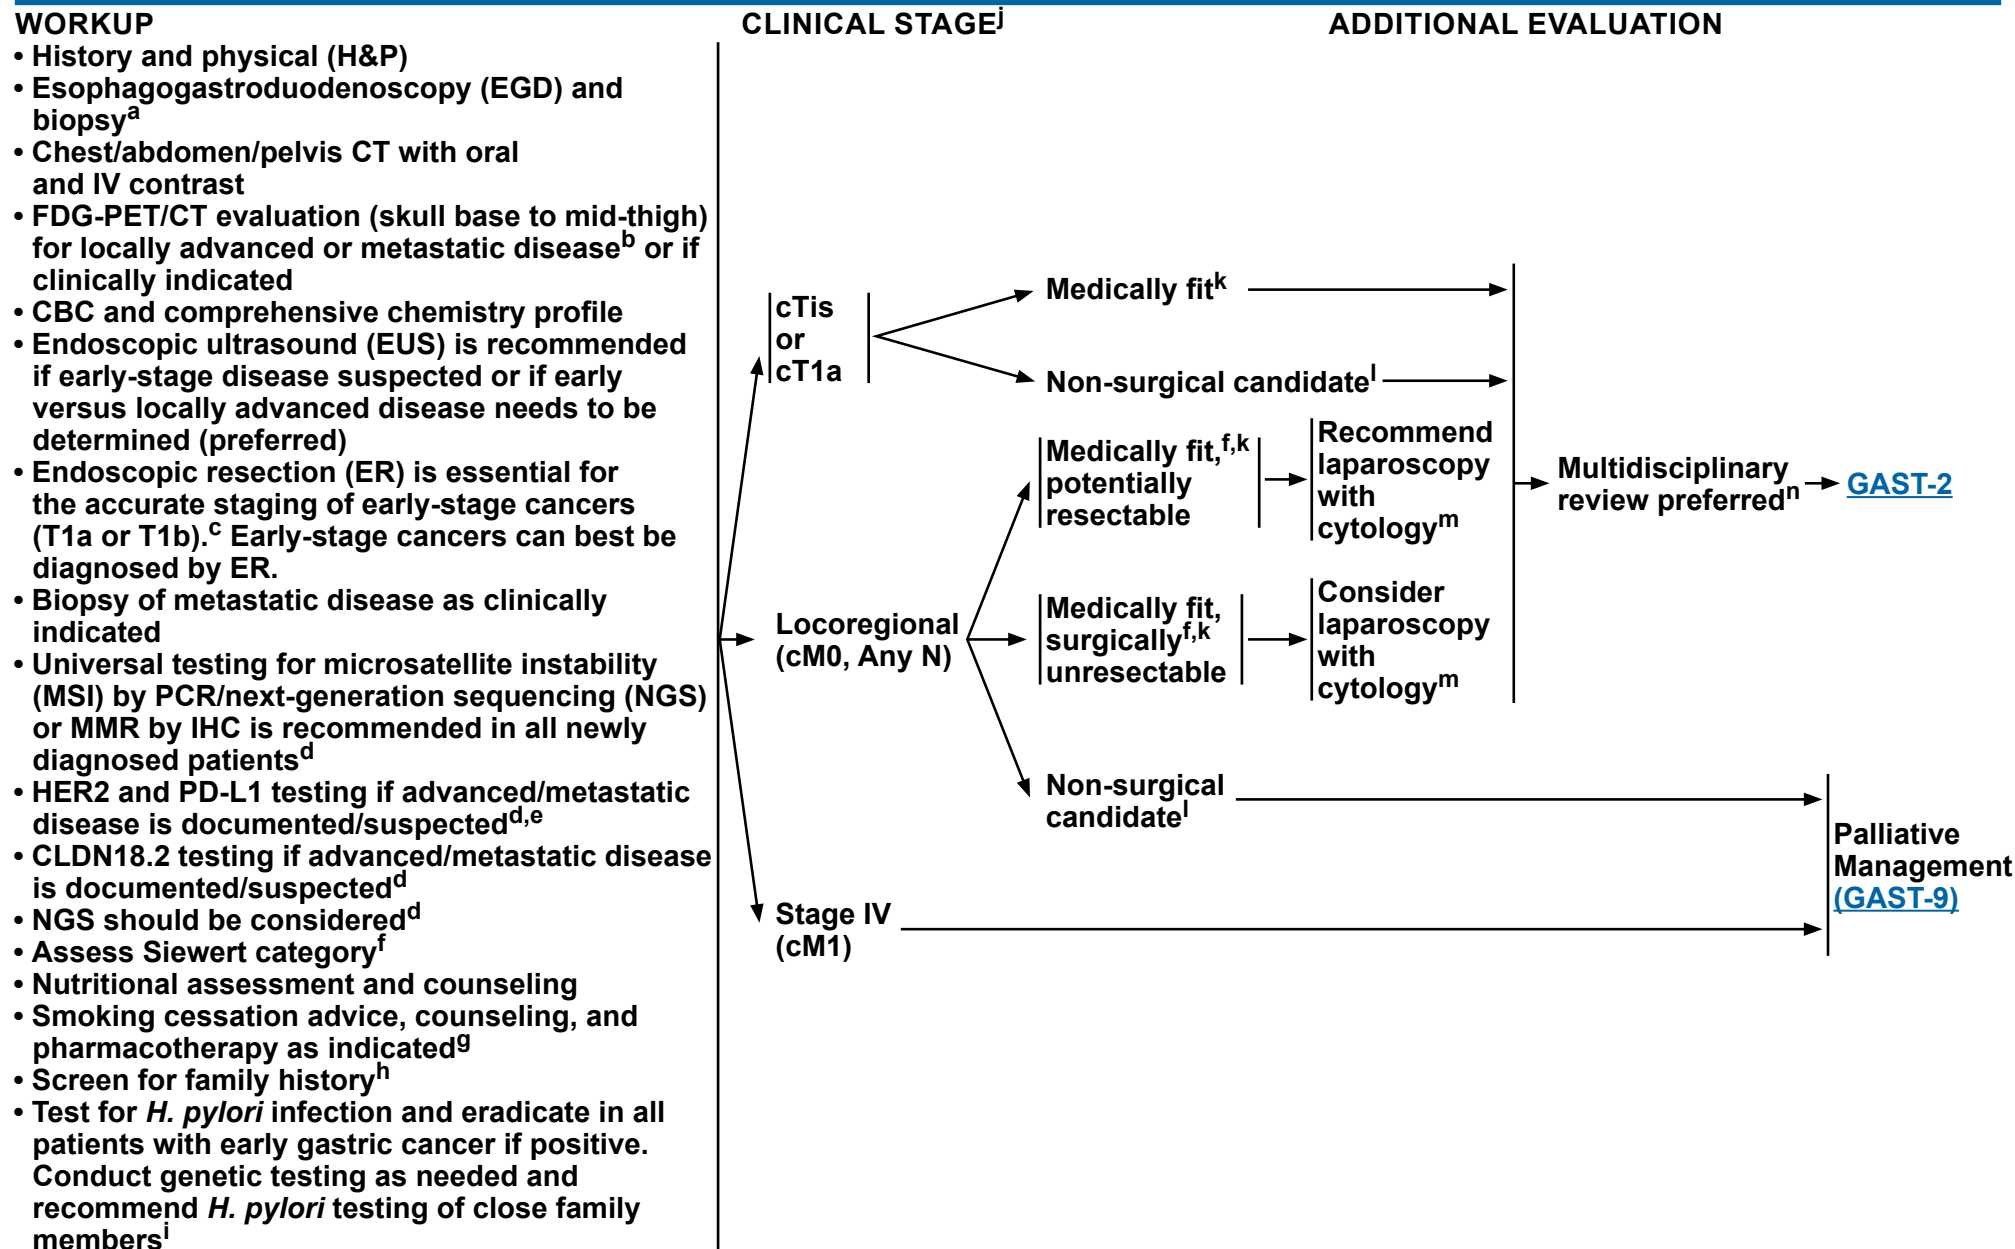 WORKUP
• History and physical (H&P)
• Esophagogastroduodenoscopy (EGD) and
biopsyᵃ
• Chest/abdomen/pelvis CT with oral
and IV contrast
• FDG-PET/CT evaluation (skull base to mid-thigh)
for locally advanced or metastatic diseaseᵇ or if
clinically indicated
• CBC and comprehensive chemistry profile
• Endoscopic ultrasound (EUS) is recommended
if early-stage disease suspected or if early
versus locally advanced disease needs to be
determined (preferred)
• Endoscopic resection (ER) is essential for
the accurate staging of early-stage cancers
(T1a or T1b).ᶜ Early-stage cancers can best be
diagnosed by ER.
• Biopsy of metastatic disease as clinically
indicated
• Universal testing for microsatellite instability
(MSI) by PCR/next-generation sequencing (NGS)
or MMR by IHC is recommended in all newly
diagnosed patientsᵈ
• HER2 and PD-L1 testing if advanced/metastatic
disease is documented/suspectedᵈ,ᵉ
• CLDN18.2 testing if advanced/metastatic disease
is documented/suspectedᵈ
• NGS should be consideredᵈ
• Assess Siewert categoryᶠ
• Nutritional assessment and counseling
• Smoking cessation advice, counseling, and
pharmacotherapy as indicatedᵍ
• Screen for family historyʰ
• Test for H. pylori infection and eradicate in all
patients with early gastric cancer if positive.
Conduct genetic testing as needed and
recommend H. pylori testing of close family
membersⁱ
CLINICAL STAGEʲ
cTis
or
cT1a
Locoregional
(cM0, Any N)
Stage IV
(cM1)
Medically fitᵏ
Non-surgical candidateˡ
Medically fit,ᶠ,ᵏ
potentially
resectable
Medically fit,
surgicallyᶠ,ᵏ
unresectable
Non-surgical
candidateˡ
ADDITIONAL EVALUATION
Recommend
laparoscopy
with
cytologyᵐ
Consider
laparoscopy
with
cytologyᵐ
Multidisciplinary
review preferredⁿ
GAST-2
Palliative
Management
(GAST-9)